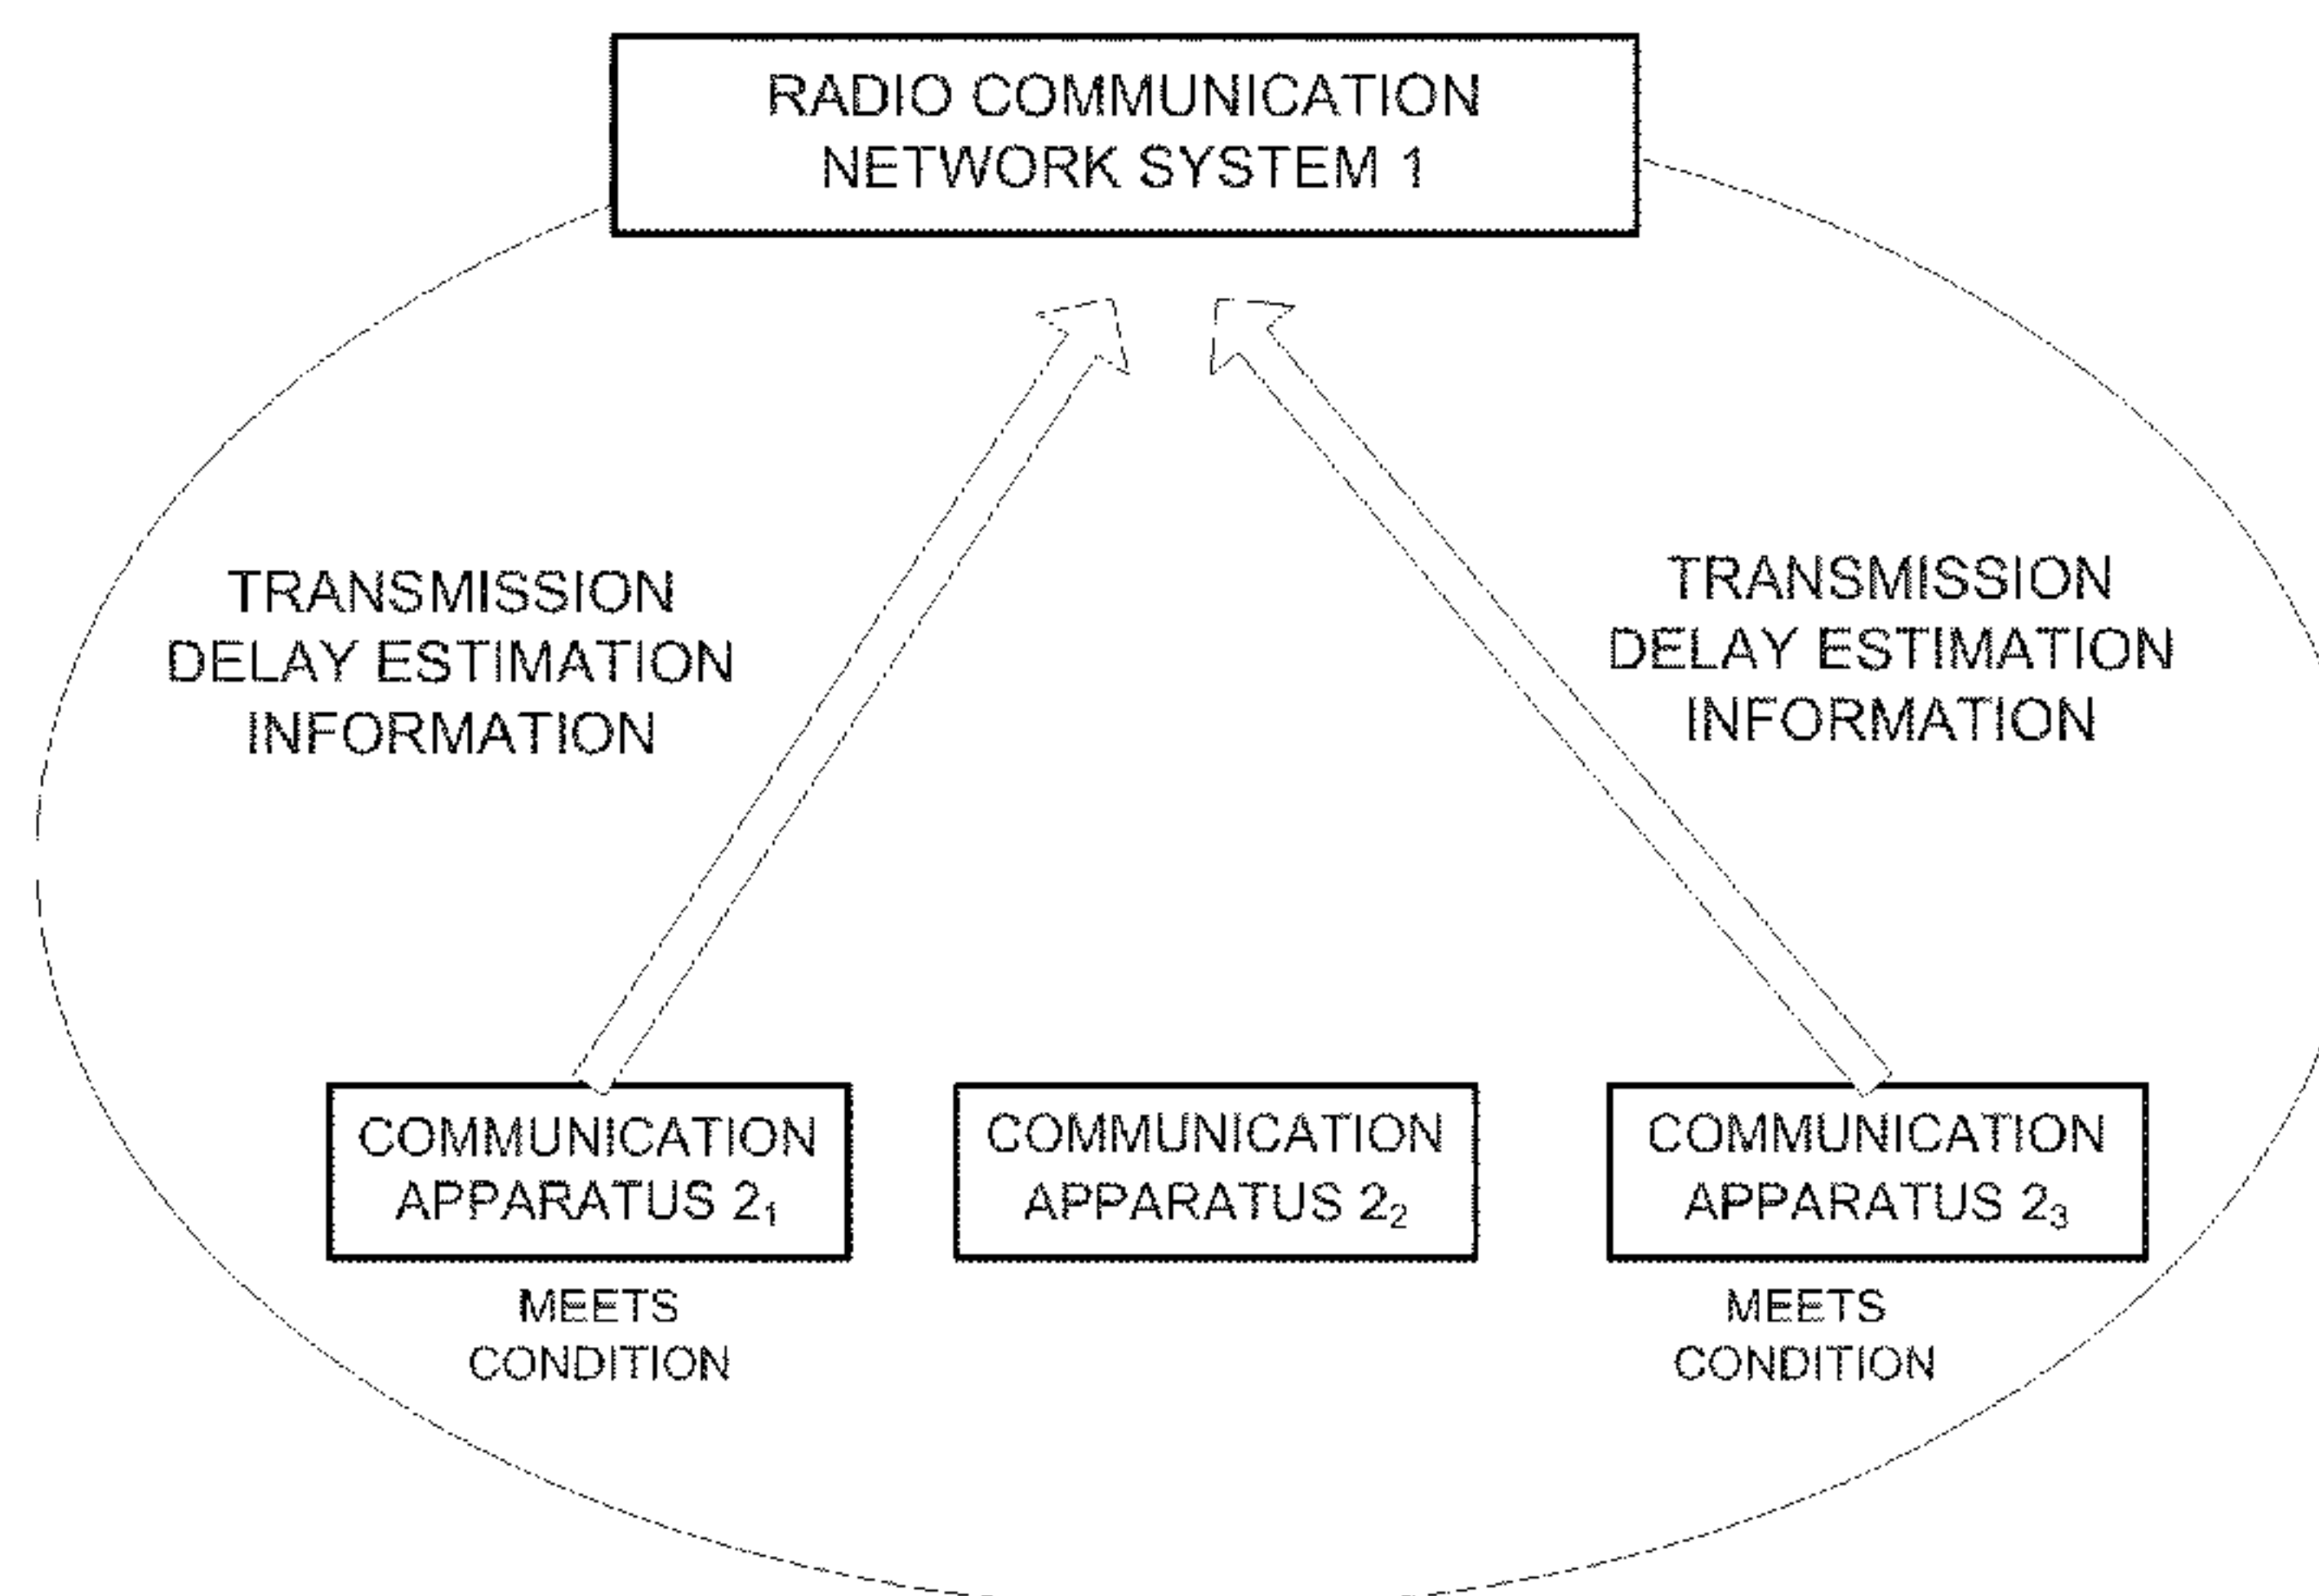 RADIO COMMUNICATION
NETWORK SYSTEM 1
TRANSMISSION
DELAY ESTIMATION
INFORMATION
TRANSMISSION
DELAY ESTIMATION
INFORMATION
COMMUNICATION
APPARATUS 2₁
MEETS
CONDITION
COMMUNICATION
APPARATUS 2₂
COMMUNICATION
APPARATUS 2₃
MEETS
CONDITION